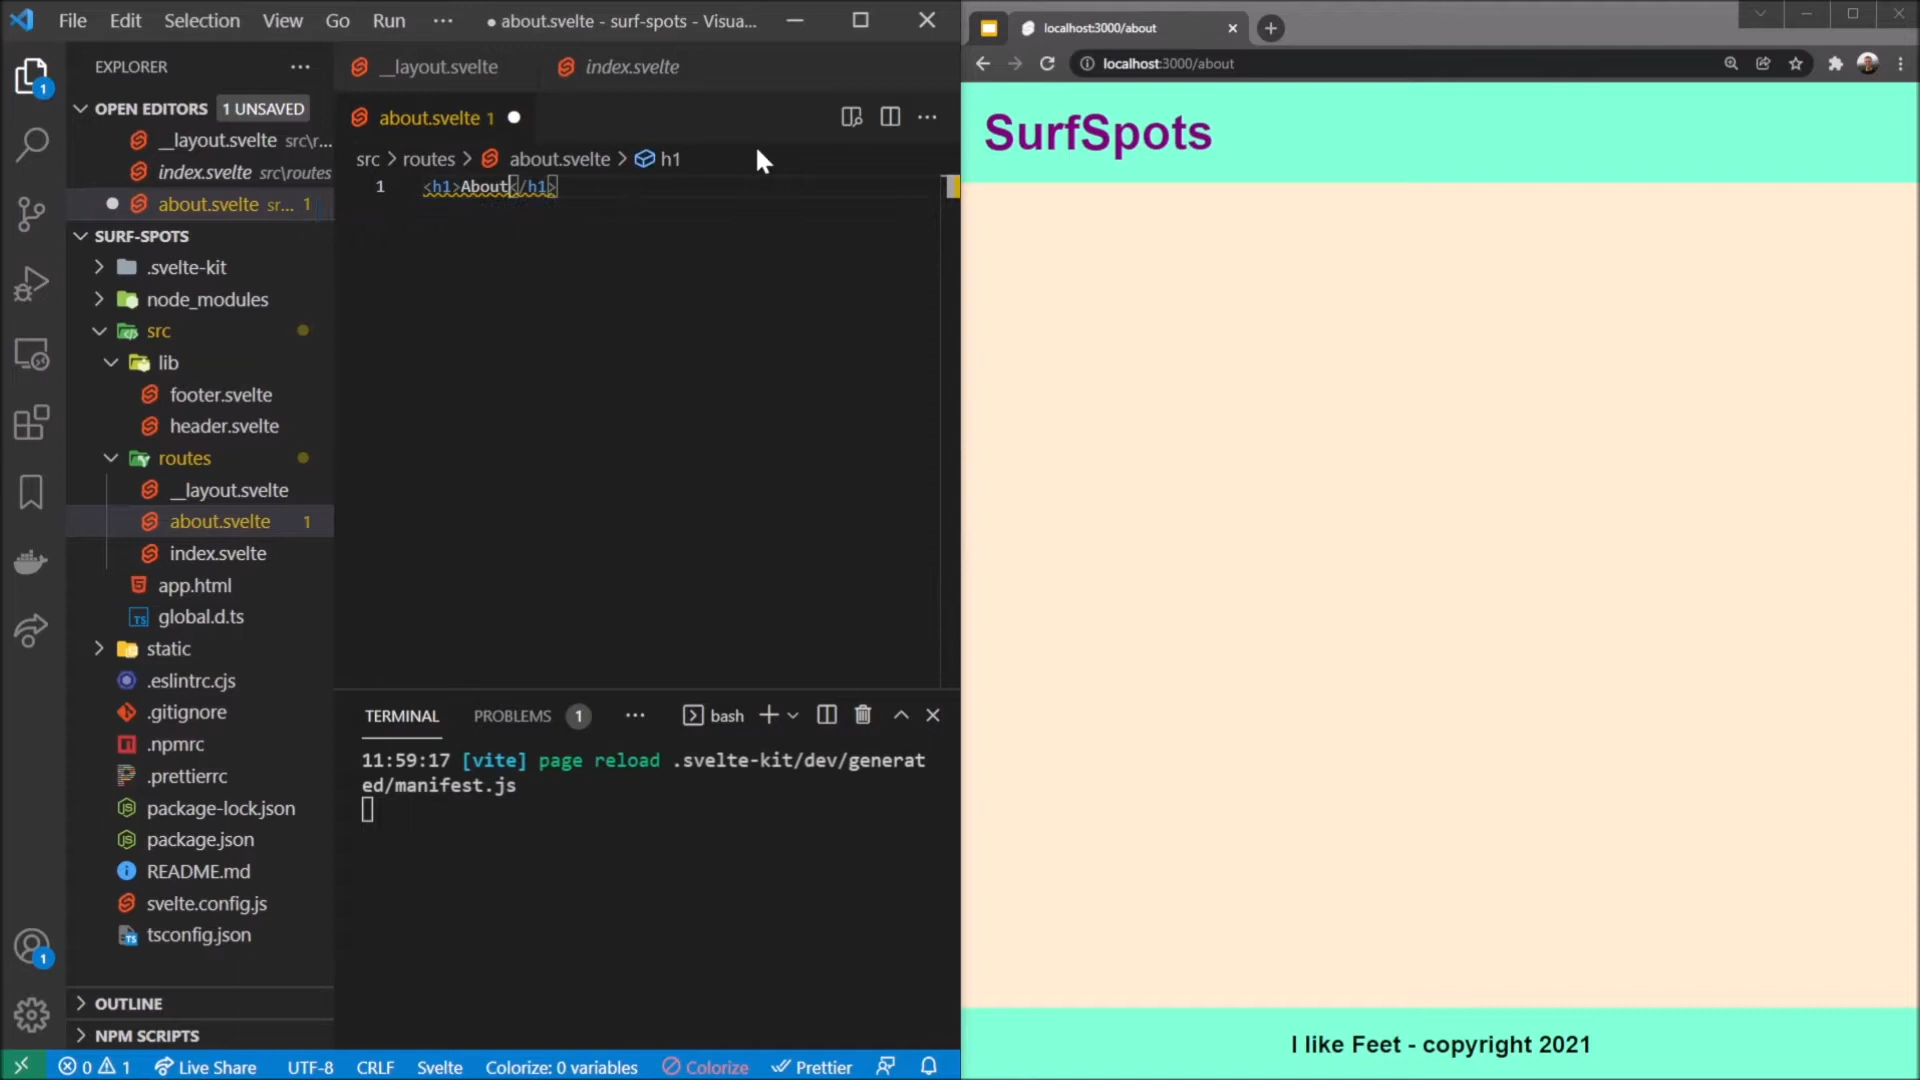 File Edit Selection View Go Run ··· ● about.svelte - surf-spots - Visua...
EXPLORER ···
OPEN EDITORS 1 UNSAVED
__layout.svelte src\r...
index.svelte src\routes
about.svelte sr... 1
SURF-SPOTS
.svelte-kit
node_modules
src
lib
footer.svelte
header.svelte
routes
__layout.svelte
about.svelte 1
index.svelte
app.html
global.d.ts
static
.eslintrc.cjs
.gitignore
.npmrc
.prettierrc
package-lock.json
package.json
README.md
svelte.config.js
tsconfig.json
OUTLINE
NPM SCRIPTS
1
1
__layout.svelte index.svelte
about.svelte 1
src > routes > about.svelte > h1
1 <h1>About</h1>
TERMINAL PROBLEMS 1 ··· bash
11:59:17 [vite] page reload .svelte-kit/dev/generat
ed/manifest.js
0 1 Live Share UTF-8 CRLF Svelte Colorize: 0 variables Colorize Prettier
localhost:3000/about
localhost:3000/about
SurfSpots
I like Feet - copyright 2021